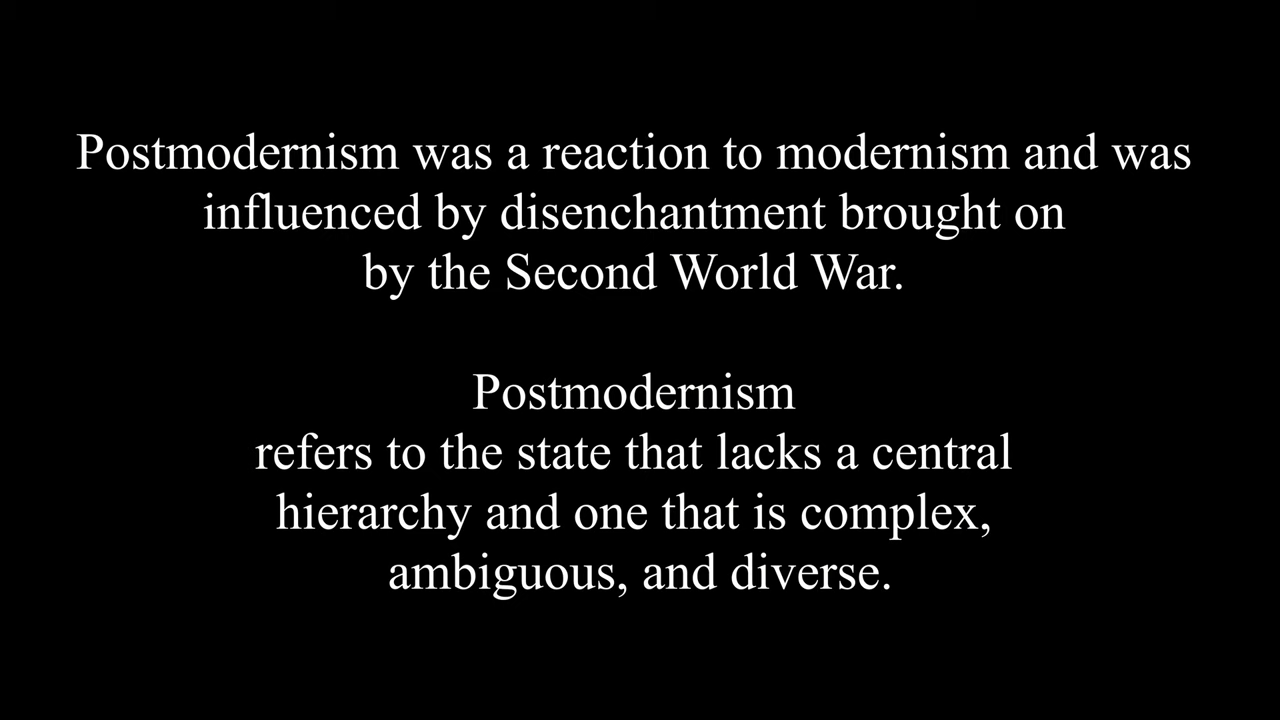 Postmodernism was a reaction to modernism and was
influenced by disenchantment brought on
by the Second World War.
Postmodernism
refers to the state that lacks a central
hierarchy and one that is complex,
ambiguous, and diverse.